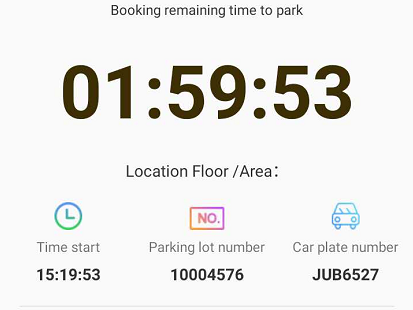 Booking remaining time to park
01:59:53
Location Floor /Area：
NO.
Time start Parking lot number Car plate number
15:19:53 10004576 JUB6527